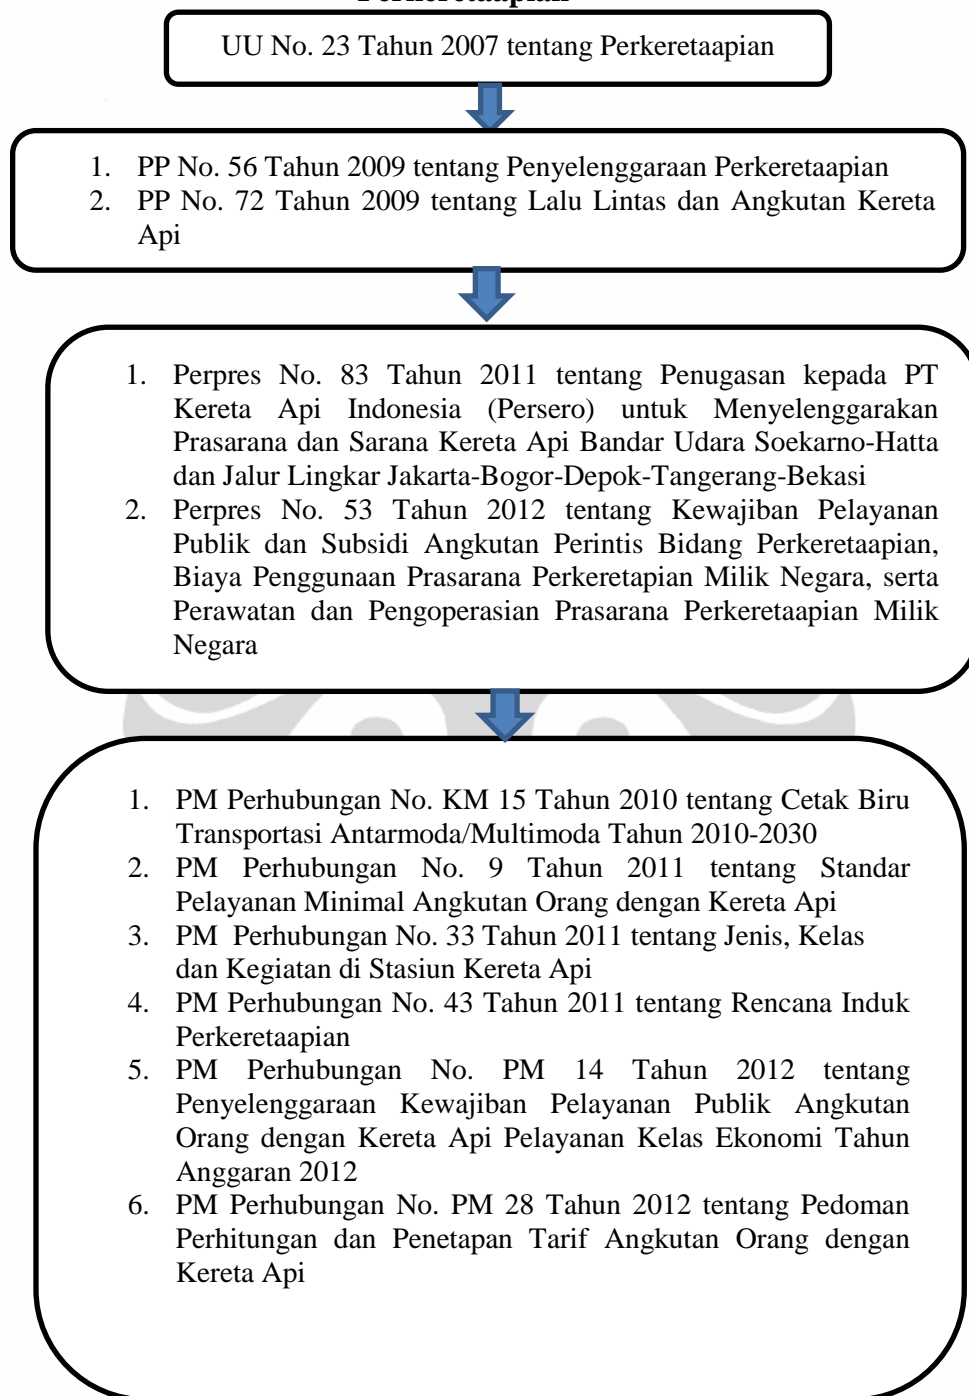 Perkeretaapian
UU No. 23 Tahun 2007 tentang Perkeretaapian
1. PP No. 56 Tahun 2009 tentang Penyelenggaraan Perkeretaapian
2. PP No. 72 Tahun 2009 tentang Lalu Lintas dan Angkutan Kereta
Api
1. Perpres No. 83 Tahun 2011 tentang Penugasan kepada PT
Kereta Api Indonesia (Persero) untuk Menyelenggarakan
Prasarana dan Sarana Kereta Api Bandar Udara Soekarno-Hatta
dan Jalur Lingkar Jakarta-Bogor-Depok-Tangerang-Bekasi
2. Perpres No. 53 Tahun 2012 tentang Kewajiban Pelayanan
Publik dan Subsidi Angkutan Perintis Bidang Perkeretaapian,
Biaya Penggunaan Prasarana Perkeretapian Milik Negara, serta
Perawatan dan Pengoperasian Prasarana Perkeretaapian Milik
Negara
1. PM Perhubungan No. KM 15 Tahun 2010 tentang Cetak Biru
Transportasi Antarmoda/Multimoda Tahun 2010-2030
2. PM Perhubungan No. 9 Tahun 2011 tentang Standar
Pelayanan Minimal Angkutan Orang dengan Kereta Api
3. PM Perhubungan No. 33 Tahun 2011 tentang Jenis, Kelas
dan Kegiatan di Stasiun Kereta Api
4. PM Perhubungan No. 43 Tahun 2011 tentang Rencana Induk
Perkeretaapian
5. PM Perhubungan No. PM 14 Tahun 2012 tentang
Penyelenggaraan Kewajiban Pelayanan Publik Angkutan
Orang dengan Kereta Api Pelayanan Kelas Ekonomi Tahun
Anggaran 2012
6. PM Perhubungan No. PM 28 Tahun 2012 tentang Pedoman
Perhitungan dan Penetapan Tarif Angkutan Orang dengan
Kereta Api